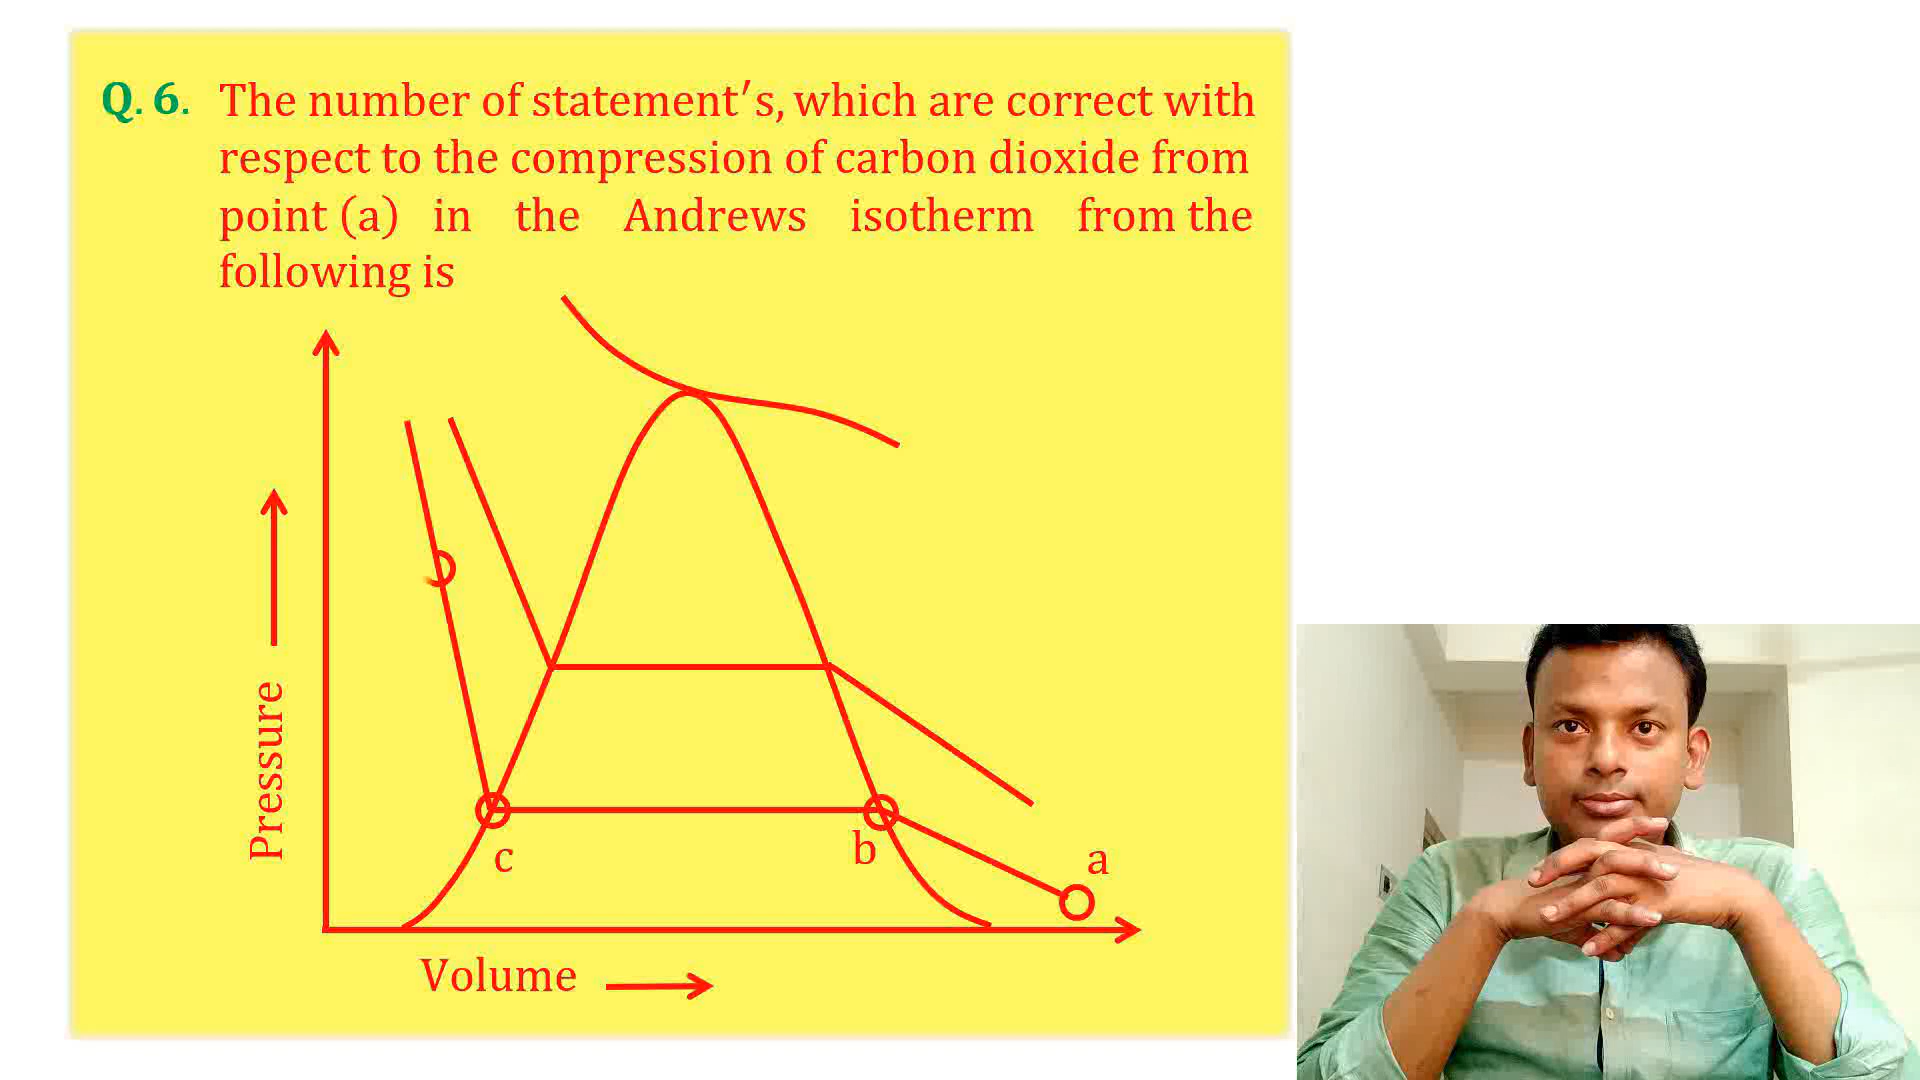 Q. 6. The number of statement's, which are correct with
respect to the compression of carbon dioxide from
point (a) in the Andrews isotherm from the
following is
Pressure
c
b
a
Volume